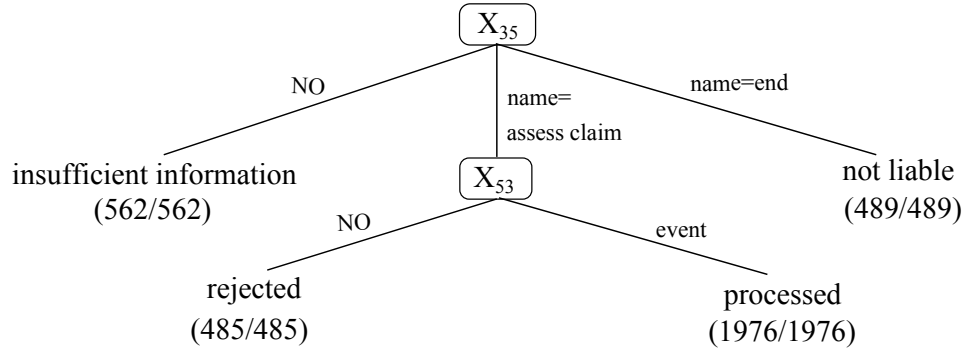 X35
NO
name=
assess claim
name=end
insufficient information
(562/562)
X53
not liable
(489/489)
NO
event
rejected
(485/485)
processed
(1976/1976)